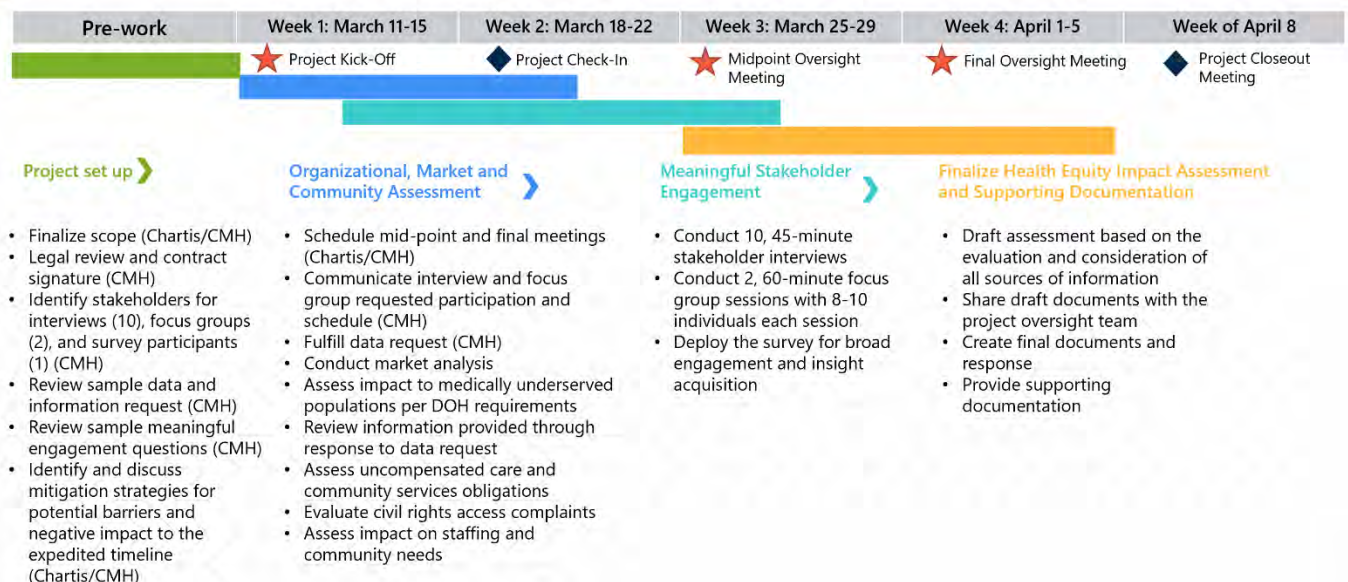 Pre-work
Week 1: March 11-15
Week 2: March 18-22
Week 3: March 25-29
Week 4: April 1-5
Week of April 8
Project Kick-Off
Project Check-In
Midpoint Oversight
Meeting
Final Oversight Meeting
Project Closeout
Meeting
Project set up
• Finalize scope (Chartis/CMH)
• Legal review and contract
signature (CMH)
• Identify stakeholders for
interviews (10), focus groups
(2), and survey participants
(1) (CMH)
• Review sample data and
information request (CMH)
• Review sample meaningful
engagement questions (CMH)
• Identify and discuss
mitigation strategies for
potential barriers and
negative impact to the
expedited timeline
(Chartis/CMH)
Organizational, Market and
Community Assessment
• Schedule mid-point and final meetings
(Chartis/CMH)
• Communicate interview and focus
group requested participation and
schedule (CMH)
• Fulfill data request (CMH)
• Conduct market analysis
• Assess impact to medically underserved
populations per DOH requirements
• Review information provided through
response to data request
• Assess uncompensated care and
community services obligations
• Evaluate civil rights access complaints
• Assess impact on staffing and
community needs
Meaningful Stakeholder
Engagement
• Conduct 10, 45-minute
stakeholder interviews
• Conduct 2, 60-minute focus
group sessions with 8-10
individuals each session
• Deploy the survey for broad
engagement and insight
acquisition
Finalize Health Equity Impact Assessment
and Supporting Documentation
• Draft assessment based on the
evaluation and consideration of
all sources of information
• Share draft documents with the
project oversight team
• Create final documents and
response
• Provide supporting
documentation